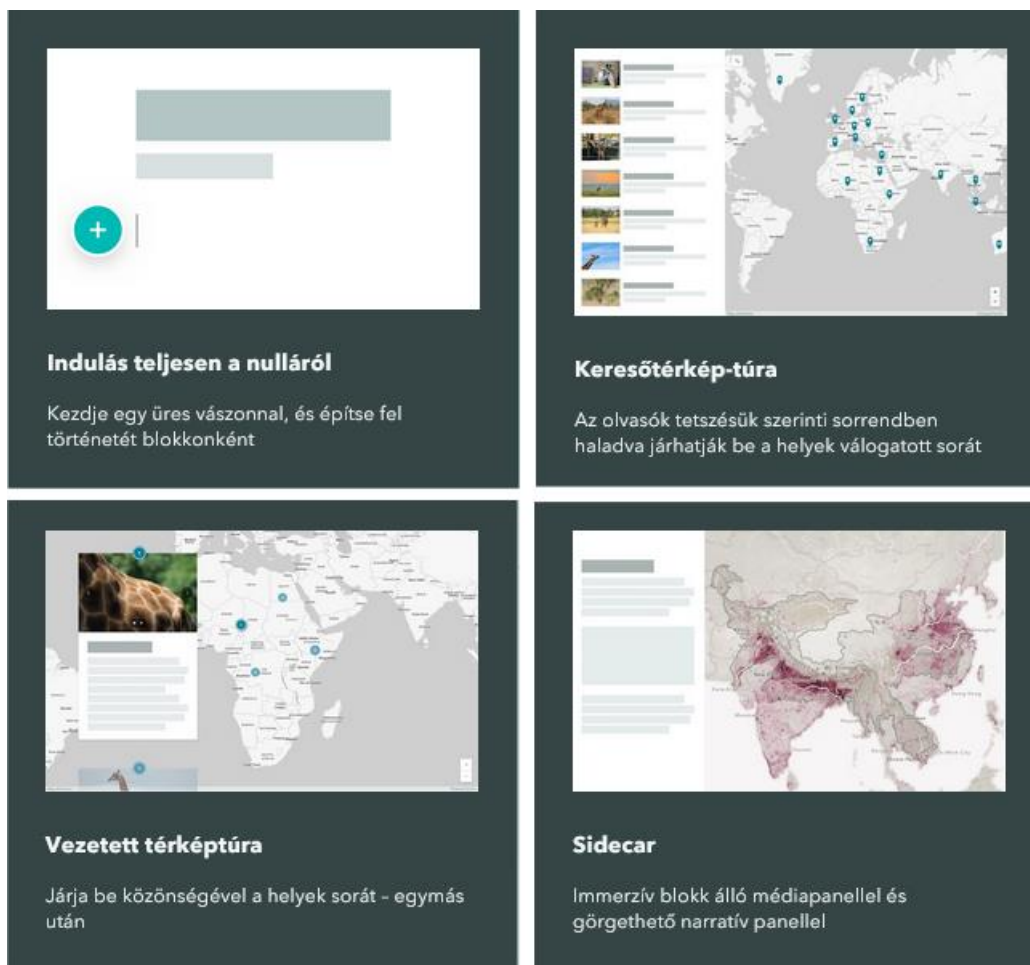 Indulás teljesen a nulláról
Kezdje egy üres vászonnal, és építse fel
történetét blokkonként
Keresőtérkép-túra
Az olvasók tetszésük szerinti sorrendben
haladva járhatják be a helyek válogatott sorát
Vezetett térképtúra
Járja be közönségével a helyek sorát – egymás
után
Sidecar
Immerzív blokk álló médiapanellel és
görgethető narratív panellel